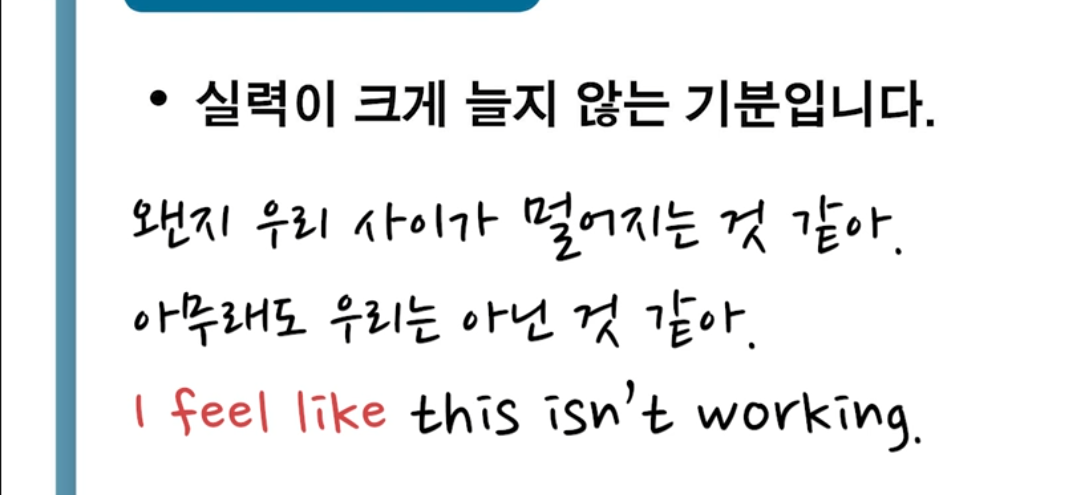 • 실력이 크게 늘지 않는 기분입니다.
왠지 우리 사이가 멀어지는 것 같아.
아무래도 우리는 아닌 것 같아.
I feel like this isn't working.